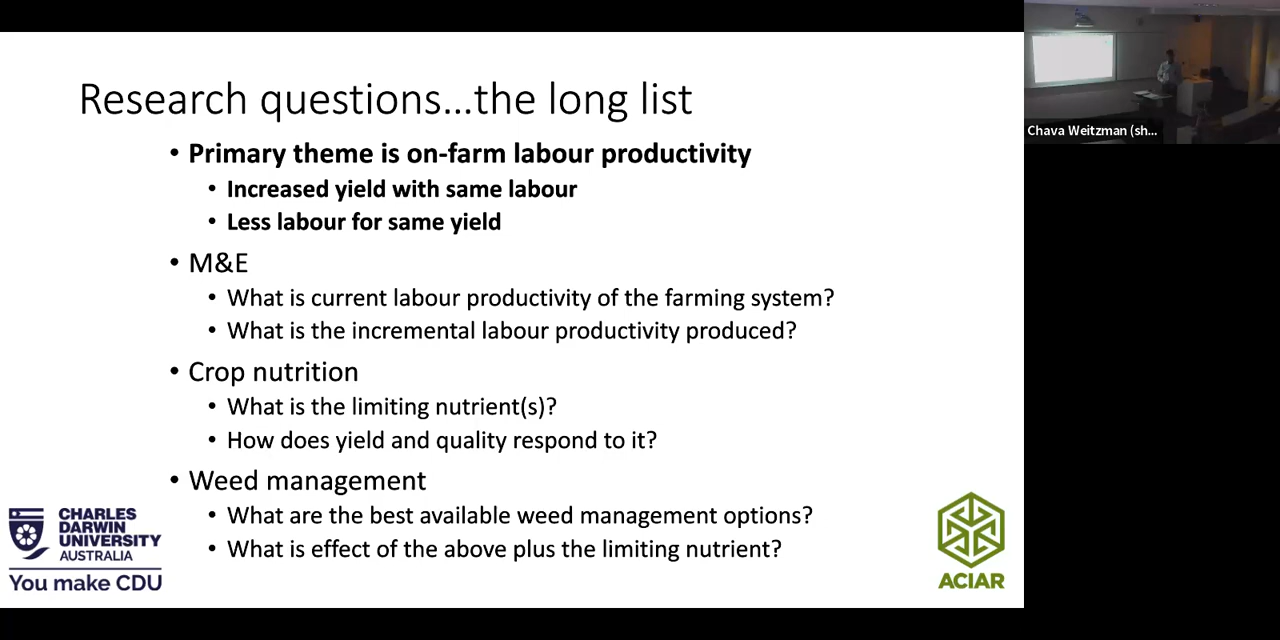 Research questions...the long list
• Primary theme is on-farm labour productivity
• Increased yield with same labour
• Less labour for same yield
• M&E
• What is current labour productivity of the farming system?
• What is the incremental labour productivity produced?
• Crop nutrition
• What is the limiting nutrient(s)?
• How does yield and quality respond to it?
• Weed management
• What are the best available weed management options?
• What is effect of the above plus the limiting nutrient?
CHARLES
DARWIN
UNIVERSITY
AUSTRALIA
You make CDU
ACIAR
Chava Weitzman (sh...